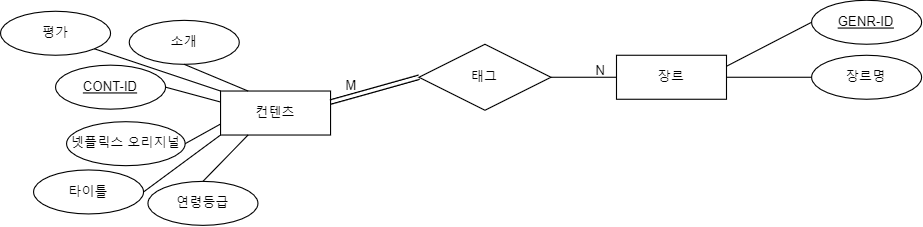 평가
소개
GENR-ID
CONT-ID
M
태그
N
장르
장르명
컨텐츠
넷플릭스 오리지널
타이틀
연령등급